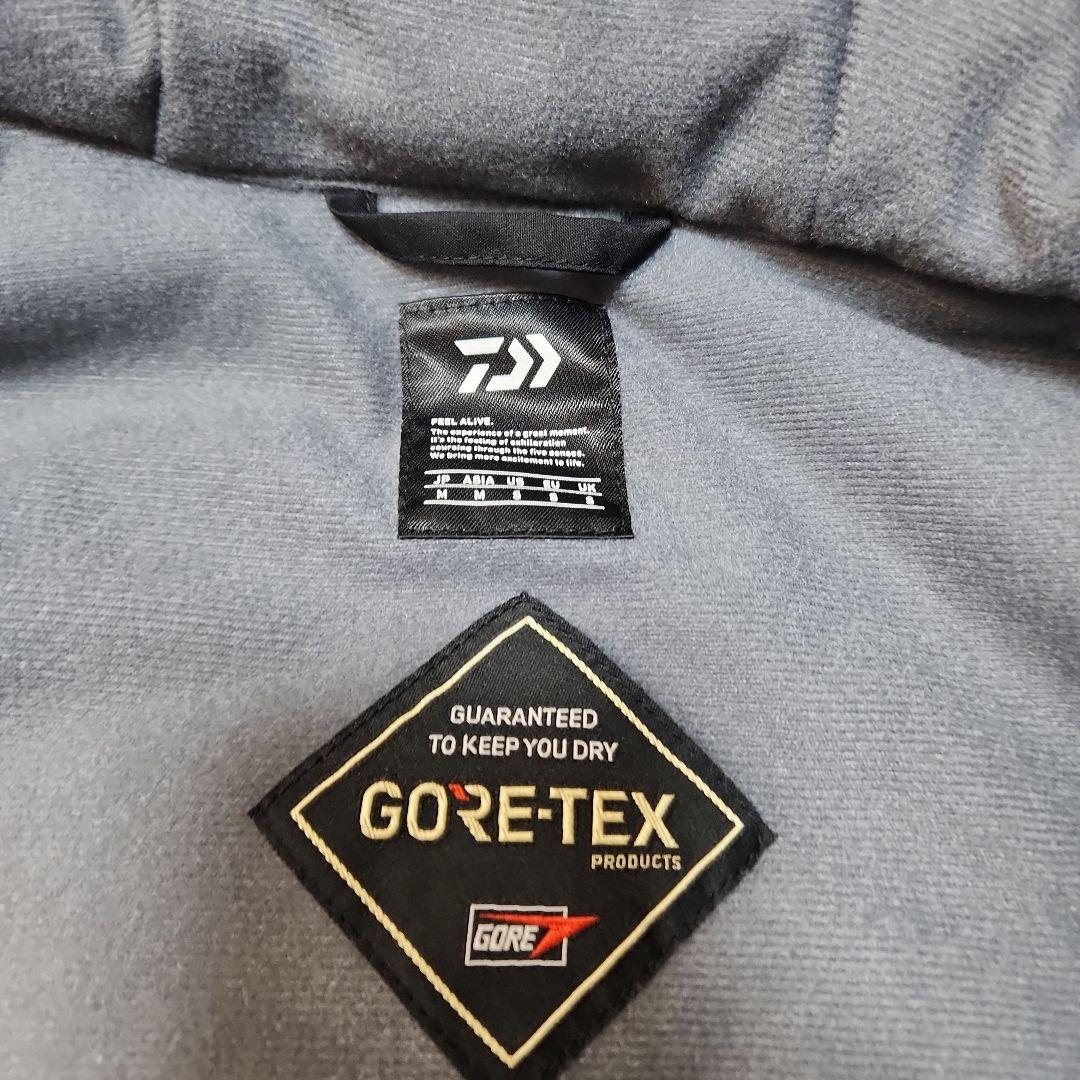 FEEL ALIVE.
The experience of a great moment.
It's the feeling of exhilaration
coursing through the five senses.
We bring more excitement to life.
JP ASIA US EU UK
M M S S S
GUARANTEED
TO KEEP YOU DRY
GORE-TEX
PRODUCTS
GORE